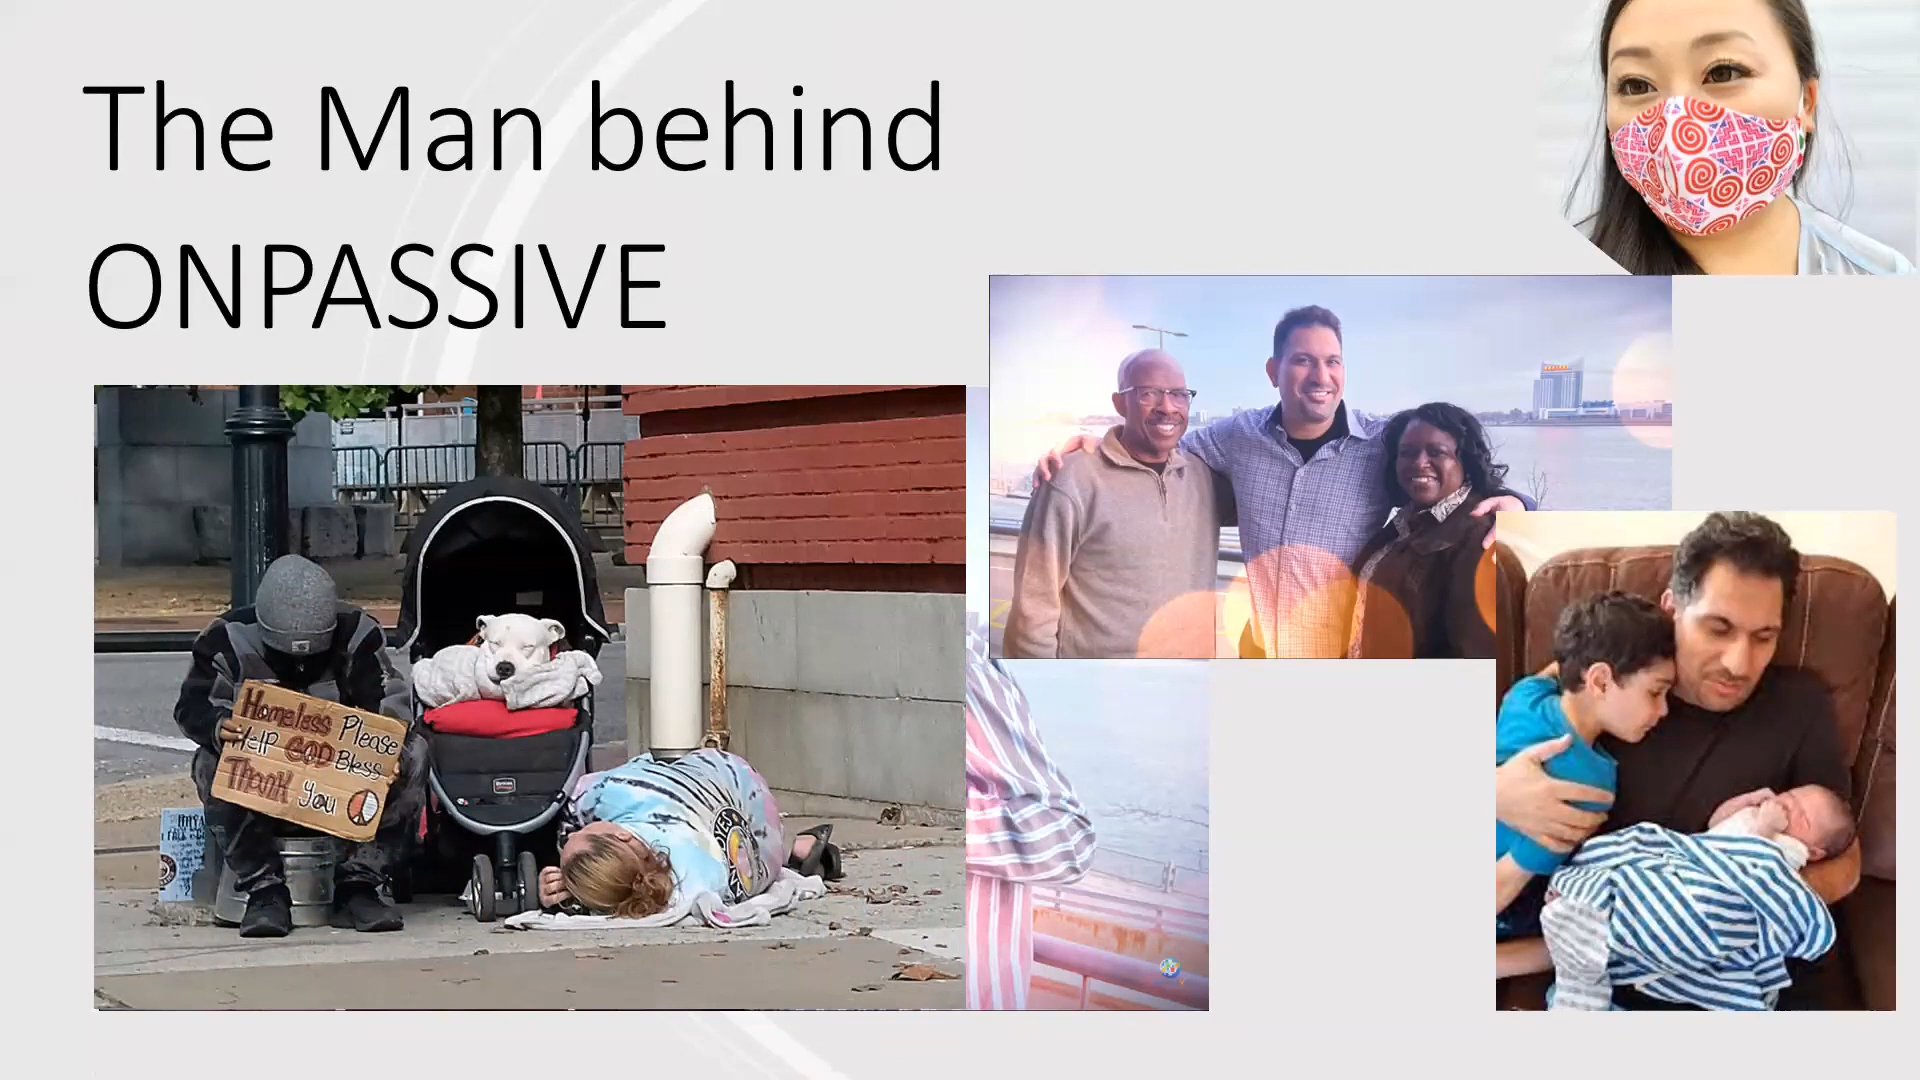 The Man behind
ONPASSIVE
Homeless Please
Help GOD Bless
Thank you